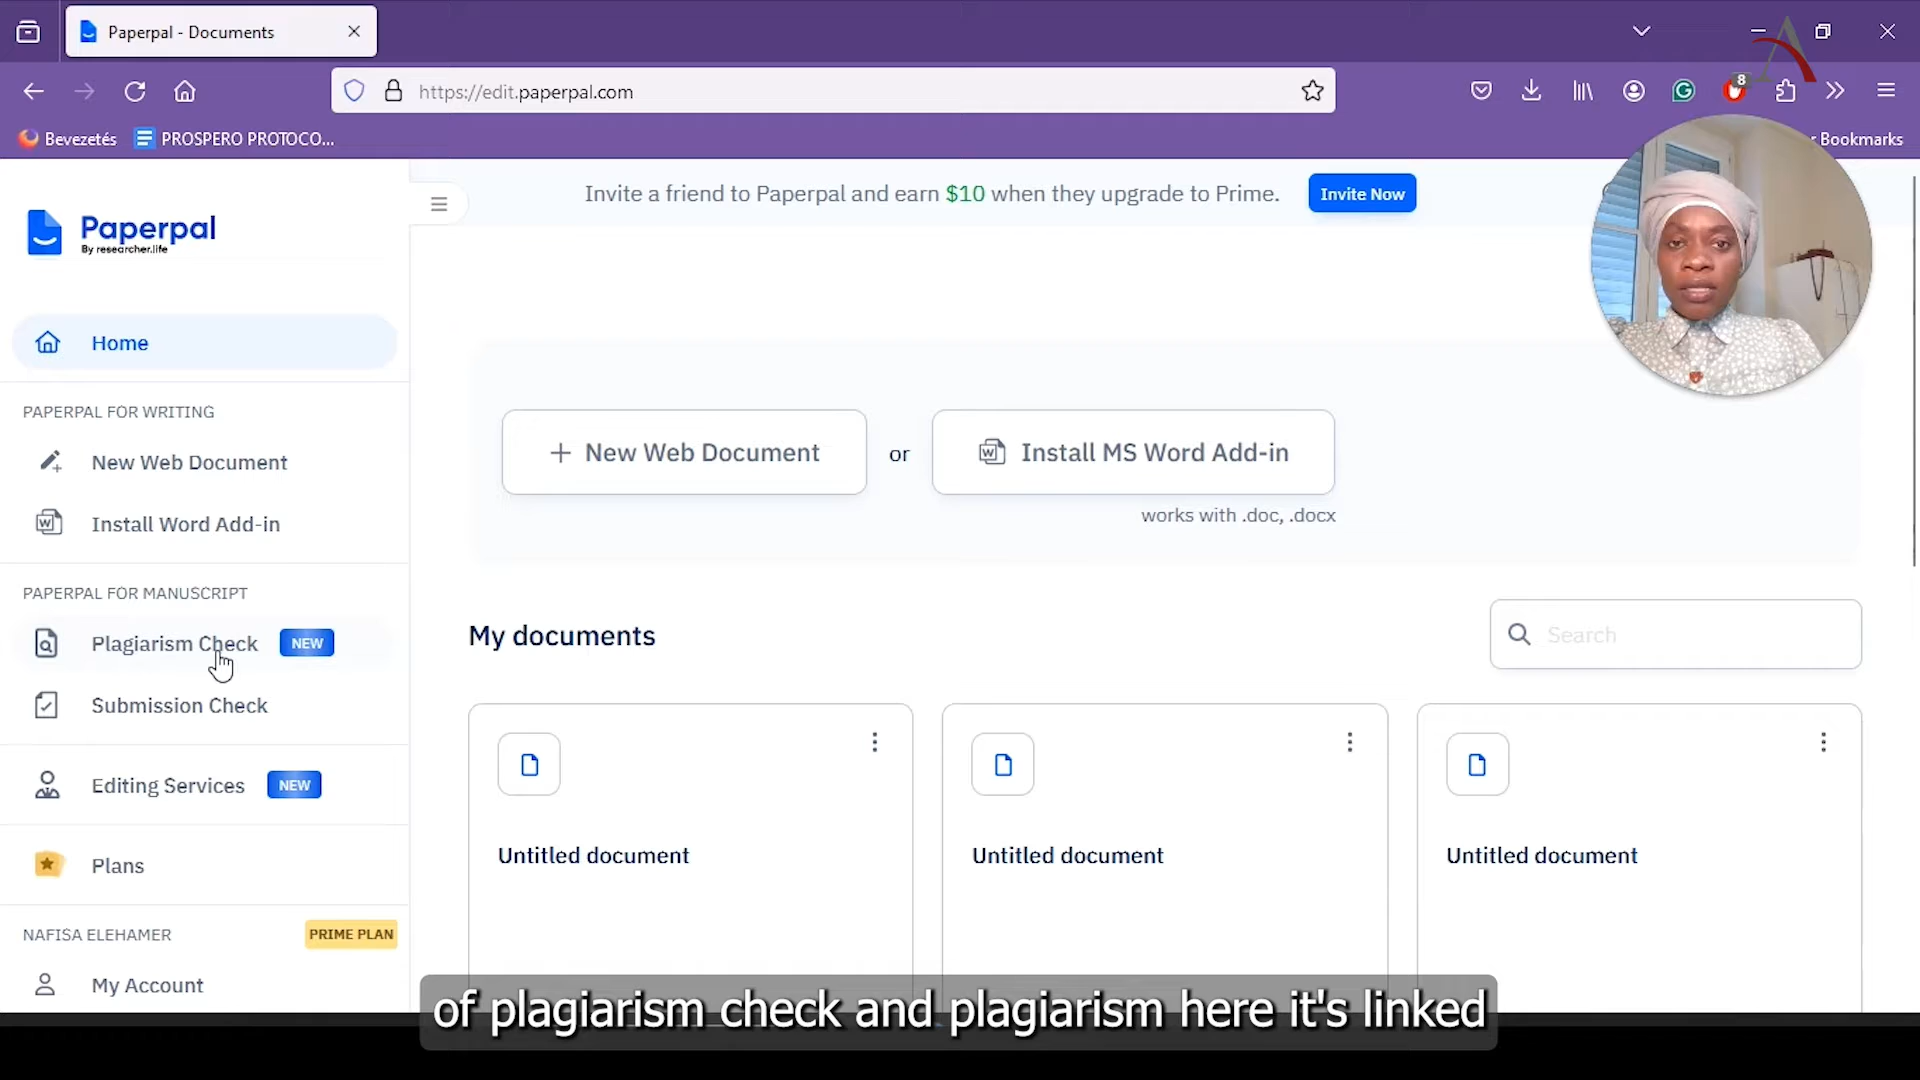 Paperpal - Documents
8
https://edit.paperpal.com
Bevezetés
PROSPERO PROTOCO...
Bookmarks
Paperpal
By researcher.life
Invite a friend to Paperpal and earn $10 when they upgrade to Prime.
Invite Now
Home
PAPERPAL FOR WRITING
New Web Document
Install Word Add-in
PAPERPAL FOR MANUSCRIPT
Plagiarism Check NEW
Submission Check
Editing Services NEW
Plans
NAFISA ELEHAMER PRIME PLAN
My Account
+ New Web Document
or
Install MS Word Add-in
works with .doc, .docx
My documents
Search
Untitled document
Untitled document
Untitled document
of plagiarism check and plagiarism here it's linked